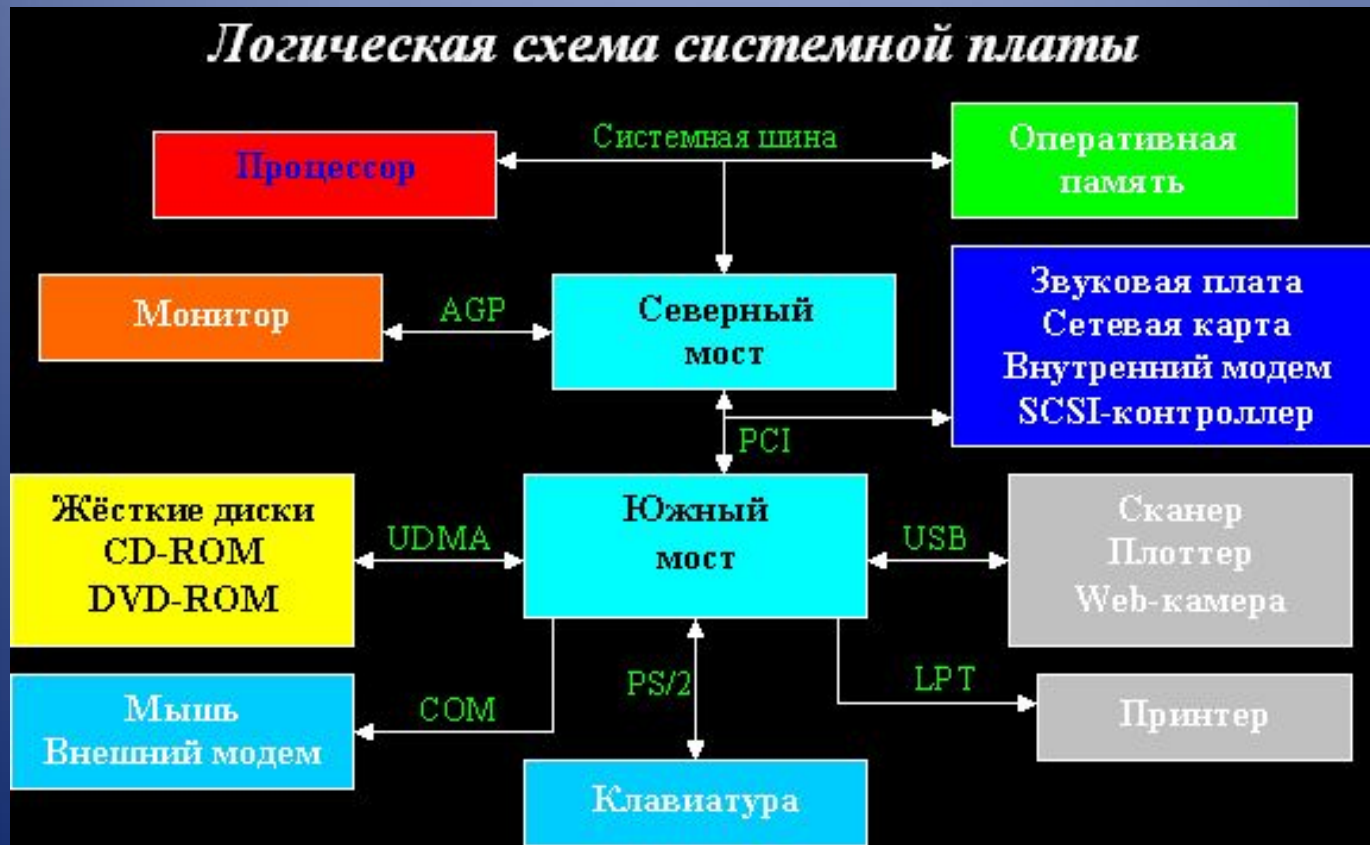 Логическая схема системной платы
Системная шина
Процессор
Оперативная
память
Монитор
AGP
Северный
мост
Звуковая плата
Сетевая карта
Внутренний модем
SCSI-контроллер
PCI
Жёсткие диски
CD-ROM
DVD-ROM
UDMA
Южный
мост
USB
Сканер
Плоттер
Web-камера
Мышь
Внешний модем
COM
PS/2
LPT
Принтер
Клавиатура